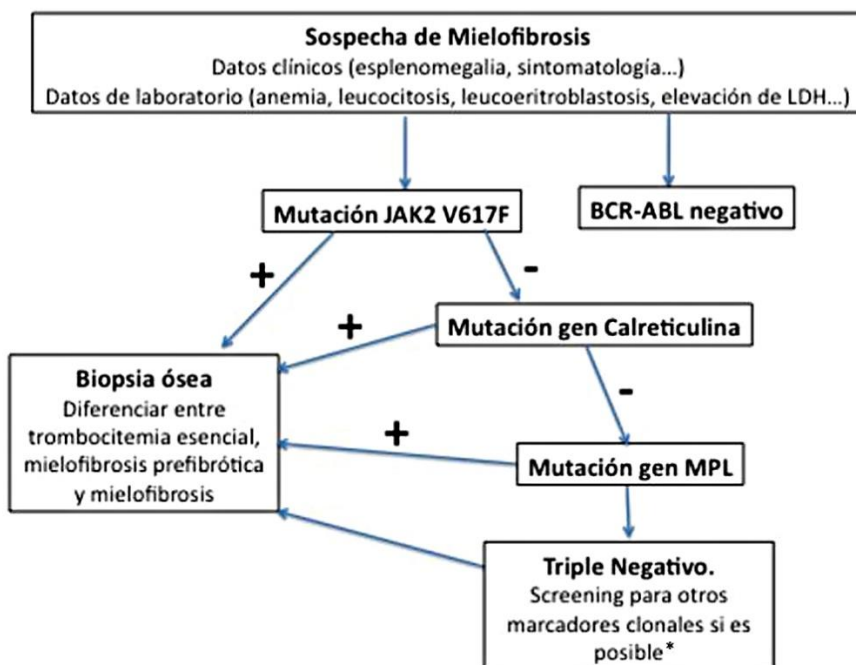 Sospecha de Mielofibrosis
Datos clínicos (esplenomegalia, sintomatología...)
Datos de laboratorio (anemia, leucocitosis, leucoeritroblastosis, elevación de LDH...)
Mutación JAK2 V617F
BCR-ABL negativo
+
-
Mutación gen Calreticulina
+
-
Biopsia ósea
Diferenciar entre
trombocitemia esencial,
mielofibrosis prefibrótica
y mielofibrosis
+
Mutación gen MPL
Triple Negativo.
Screening para otros
marcadores clonales si es
posible*